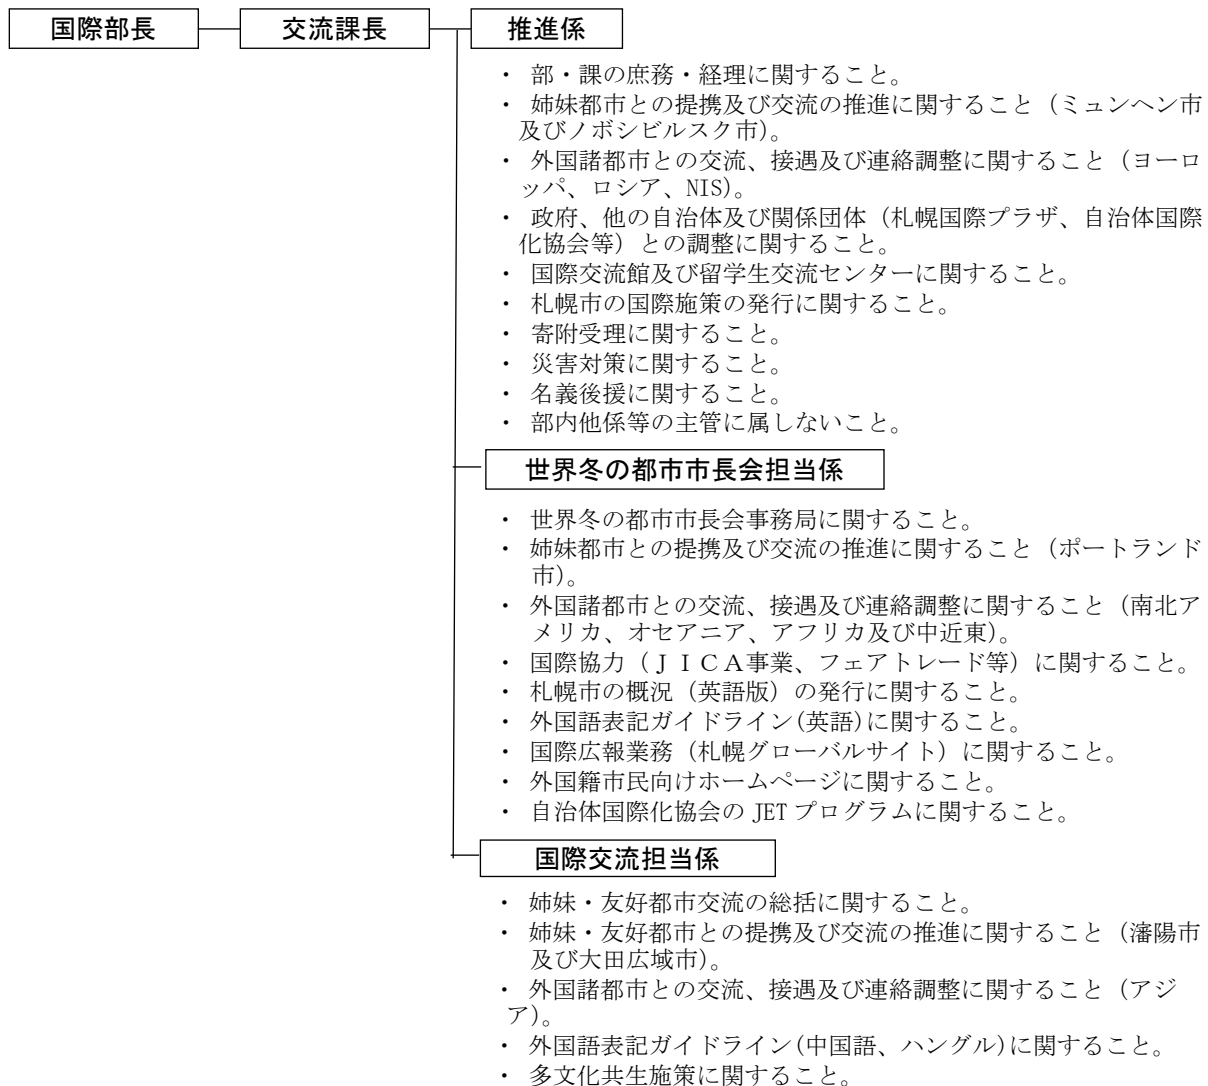 国際部長 交流課長 推進係
・ 部・課の庶務・経理に関すること。
・ 姉妹都市との提携及び交流の推進に関すること（ミュンヘン市
及びノボシビルスク市）。
・ 外国諸都市との交流、接遇及び連絡調整に関すること（ヨーロ
ッパ、ロシア、NIS）。
・ 政府、他の自治体及び関係団体（札幌国際プラザ、自治体国際
化協会等）との調整に関すること。
・ 国際交流館及び留学生交流センターに関すること。
・ 札幌市の国際施策の発行に関すること。
・ 寄附受理に関すること。
・ 災害対策に関すること。
・ 名義後援に関すること。
・ 部内他係等の主管に属しないこと。
世界冬の都市市長会担当係
・ 世界冬の都市市長会事務局に関すること。
・ 姉妹都市との提携及び交流の推進に関すること（ポートランド
市）。
・ 外国諸都市との交流、接遇及び連絡調整に関すること（南北ア
メリカ、オセアニア、アフリカ及び中近東）。
・ 国際協力（ＪＩＣＡ事業、フェアトレード等）に関すること。
・ 札幌市の概況（英語版）の発行に関すること。
・ 外国語表記ガイドライン(英語)に関すること。
・ 国際広報業務（札幌グローバルサイト）に関すること。
・ 外国籍市民向けホームページに関すること。
・ 自治体国際化協会の JET プログラムに関すること。
国際交流担当係
・ 姉妹・友好都市交流の総括に関すること。
・ 姉妹・友好都市との提携及び交流の推進に関すること（瀋陽市
及び大田広域市）。
・ 外国諸都市との交流、接遇及び連絡調整に関すること（アジ
ア）。
・ 外国語表記ガイドライン(中国語、ハングル)に関すること。
・ 多文化共生施策に関すること。